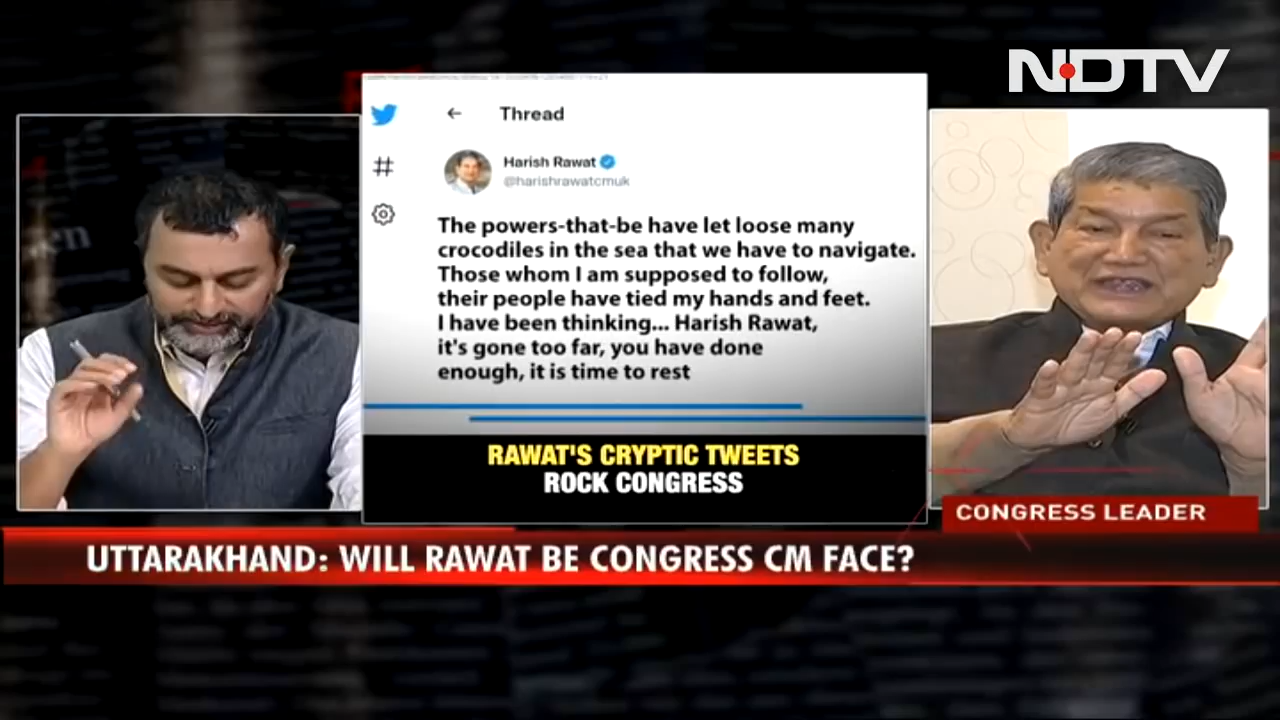 NDTV
Thread
Harish Rawat
@harishrawatcmuk
The powers-that-be have let loose many
crocodiles in the sea that we have to navigate.
Those whom I am supposed to follow,
their people have tied my hands and feet.
I have been thinking... Harish Rawat,
it's gone too far, you have done
enough, it is time to rest
RAWAT'S CRYPTIC TWEETS
ROCK CONGRESS
CONGRESS LEADER
UTTARAKHAND: WILL RAWAT BE CONGRESS CM FACE?